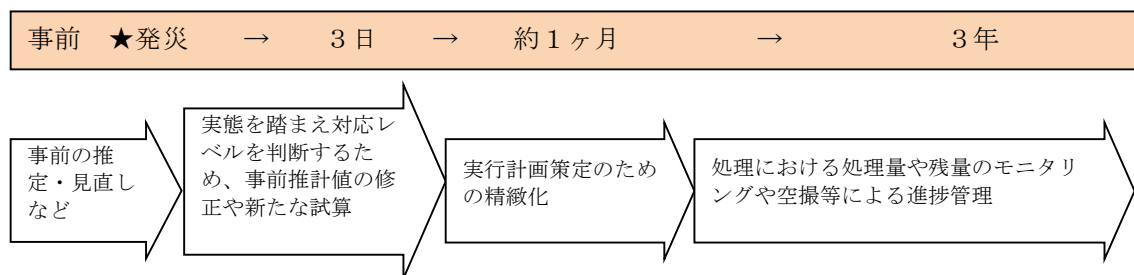 事前　★発災　→　３日　→　約１ヶ月　→　３年
事前の推
定・見直し
など
実態を踏まえ対応レ
ベルを判断するた
め、事前推計値の修
正や新たな試算
実行計画策定のため
の精緻化
処理における処理量や残量のモニタリ
ングや空撮等による進捗管理